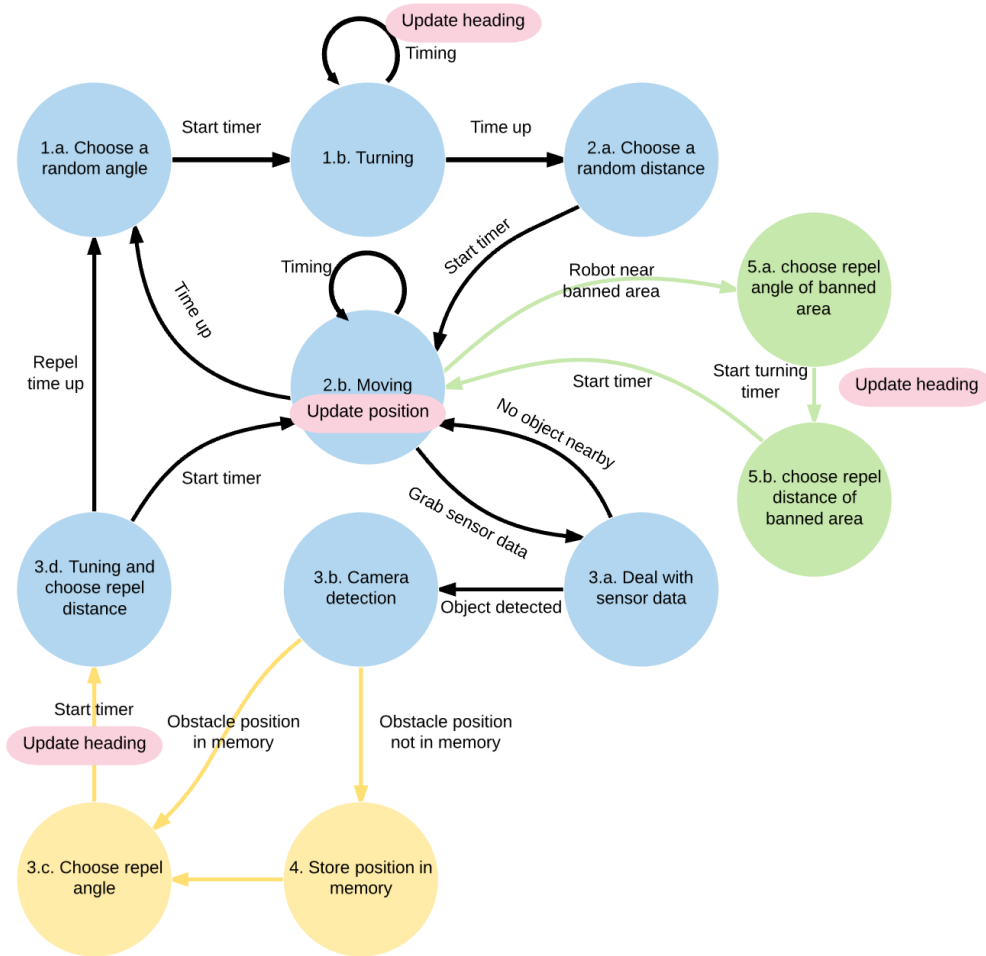 Update heading
Timing
1.a. Choose a
random angle
Start timer
1.b. Turning
Time up
2.a. Choose a
random distance
Start timer
Timing
Robot near
banned area
5.a. choose repel
angle of banned
area
Time up
Repel
time up
2.b. Moving
Update position
Start timer
Start turning
timer
Update heading
No object nearby
Start timer
Grab sensor data
5.b. choose repel
distance of
banned area
3.d. Tuning and
choose repel
distance
3.b. Camera
detection
Object detected
3.a. Deal with
sensor data
Start timer
Update heading
Obstacle position
in memory
Obstacle position
not in memory
3.c. Choose repel
angle
4. Store position in
memory